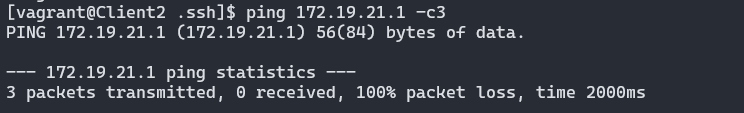 [vagrant@Client2 .ssh]$ ping 172.19.21.1 -c3
PING 172.19.21.1 (172.19.21.1) 56(84) bytes of data.
--- 172.19.21.1 ping statistics ---
3 packets transmitted, 0 received, 100% packet loss, time 2000ms